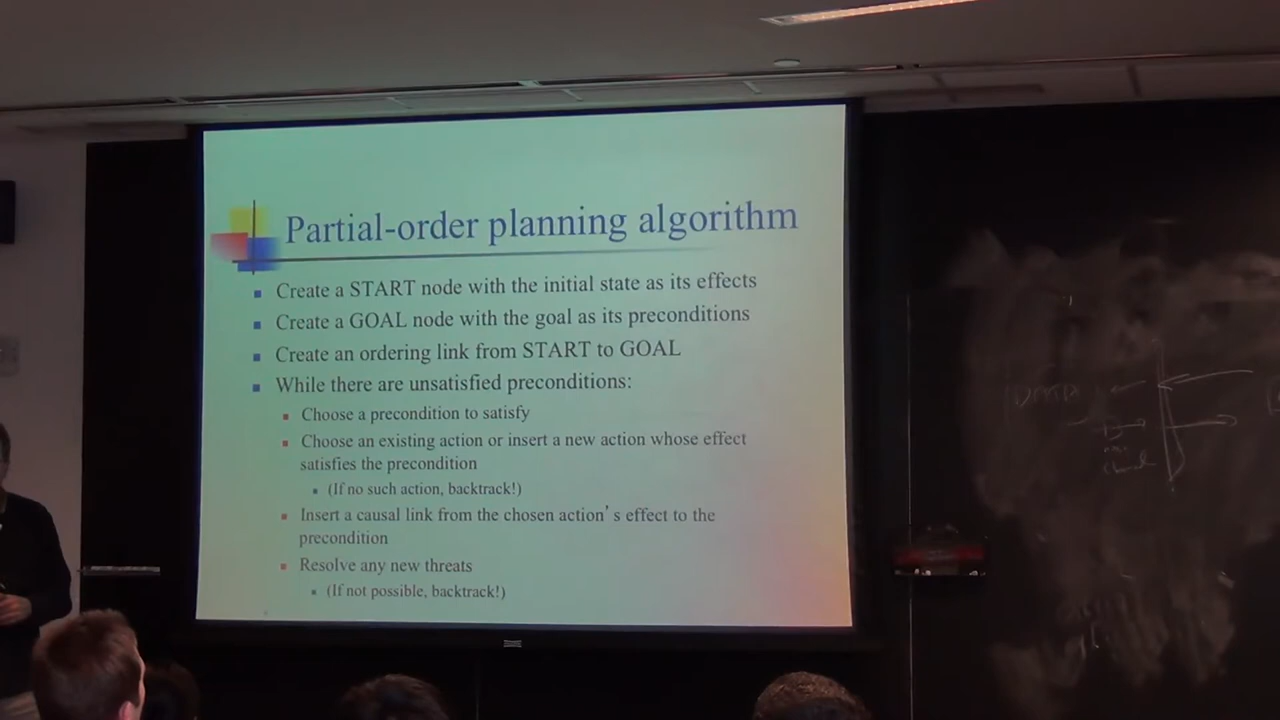 Partial-order planning algorithm
Create a START node with the initial state as its effects
Create a GOAL node with the goal as its preconditions
Create an ordering link from START to GOAL
While there are unsatisfied preconditions:
Choose a precondition to satisfy
Choose an existing action or insert a new action whose effect
satisfies the precondition
(If no such action, backtrack!)
Insert a causal link from the chosen action's effect to the
precondition
Resolve any new threats
(If not possible, backtrack!)